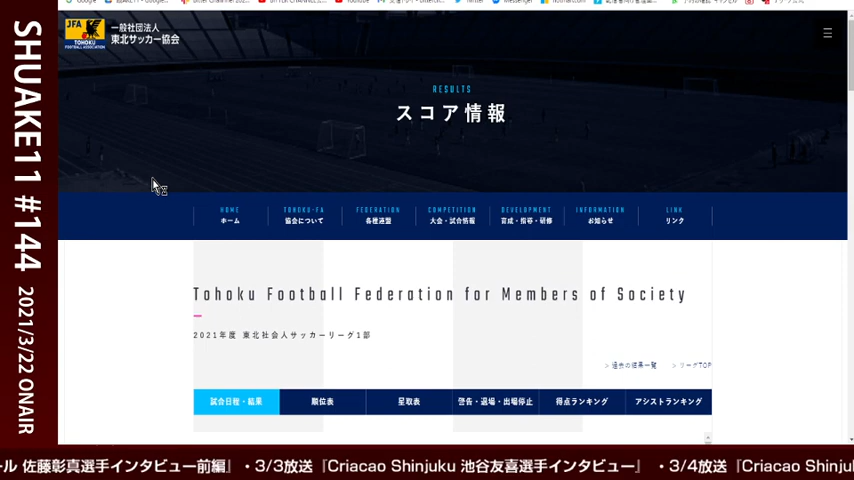 SHUAKE11 #144 2021/3/22 ONAIR
Google
YouTube
Twitter
Messenger
JFA
TOHOKU
FOOTBALL ASSOCIATION
一般社団法人
東北サッカー協会
RESULTS
スコア情報
HOME
ホーム
TOHOKU-FA
協会について
FEDERATION
各種連盟
COMPETITION
大会・試合情報
DEVELOPMENT
育成・指導・研修
INFORMATION
お知らせ
LINK
リンク
Tohoku Football Federation for Members of Society
2021年度 東北社会人サッカーリーグ1部
> 過去の結果一覧 > リーグTOP
試合日程・結果 順位表 星取表 警告・退場・出場停止 得点ランキング アシストランキング
ール 佐藤彰真選手インタビュー前編』 ・3/3放送『Criacao Shinjuku 池谷友喜選手インタビュー』 ・3/4放送『Criacao Shinjuk